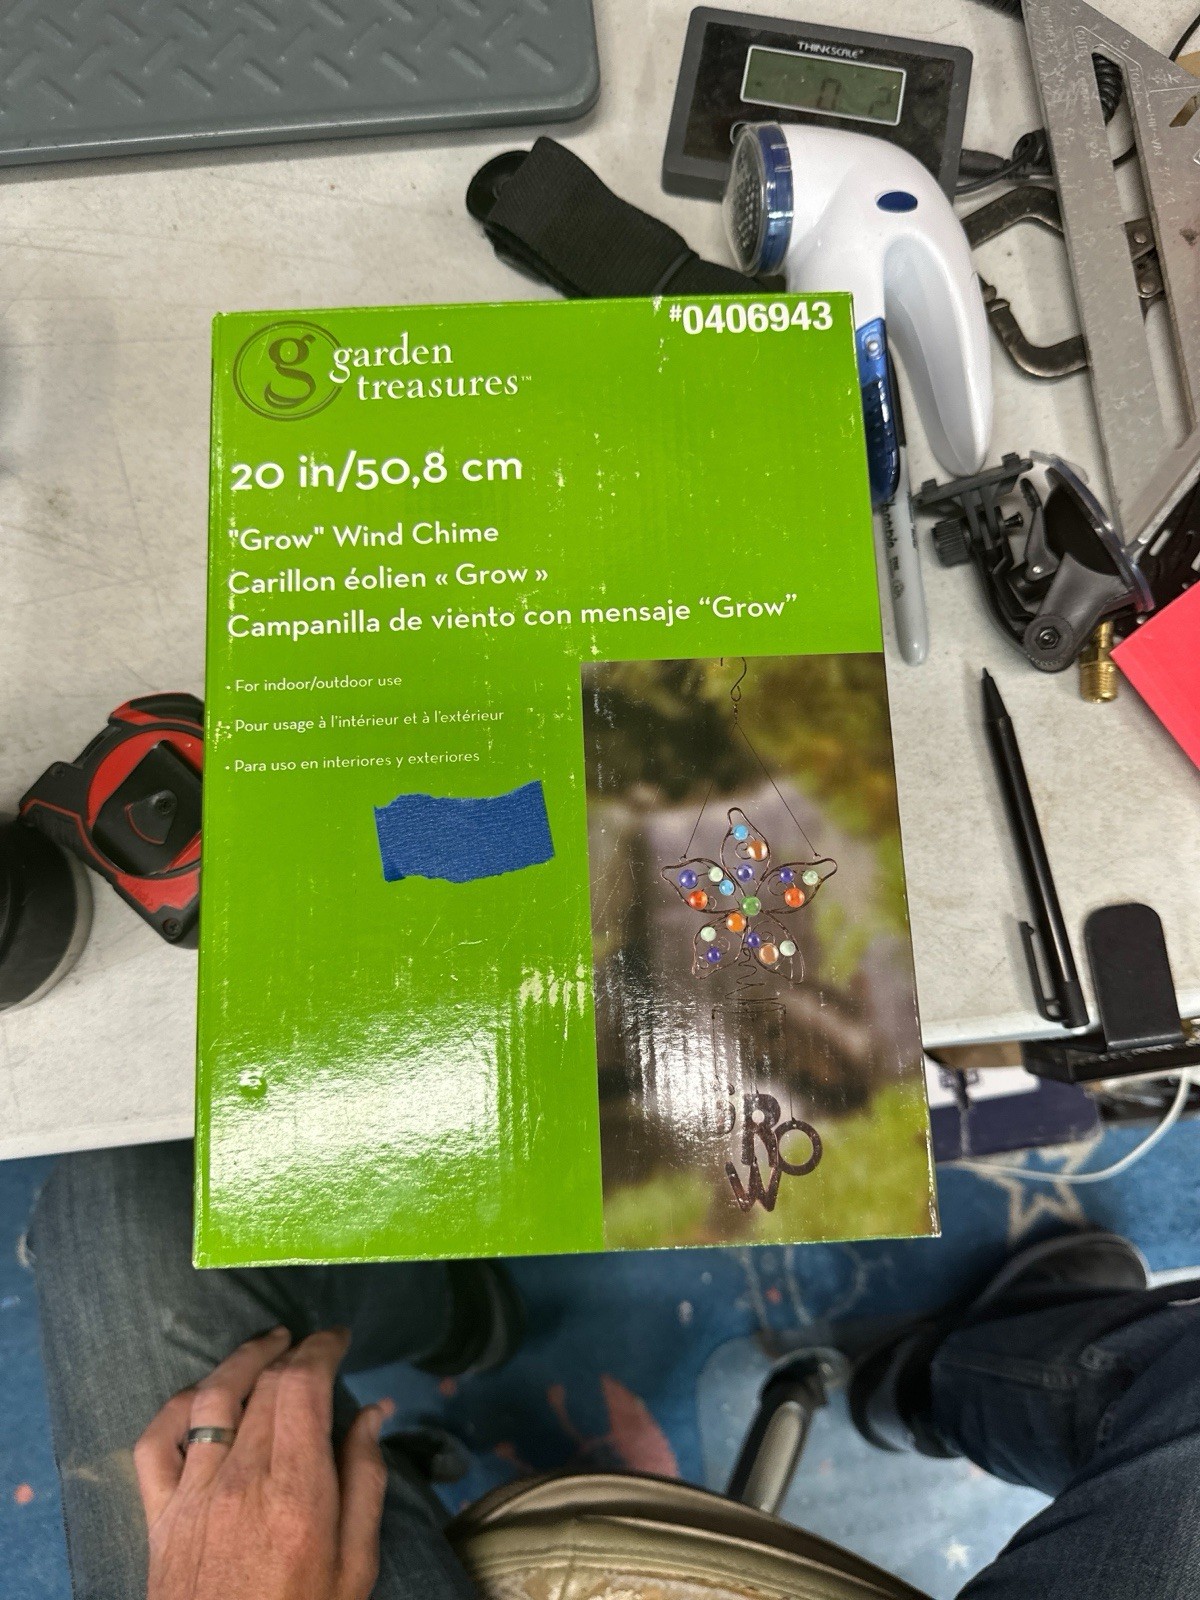 THINKSCALE
#0406943
g garden
treasures™
20 in/50,8 cm
"Grow" Wind Chime
Carillon éolien « Grow »
Campanilla de viento con mensaje “Grow”
• For indoor/outdoor use
• Pour usage à l'intérieur et à l'extérieur
• Para uso en interiores y exteriores
GRO
W